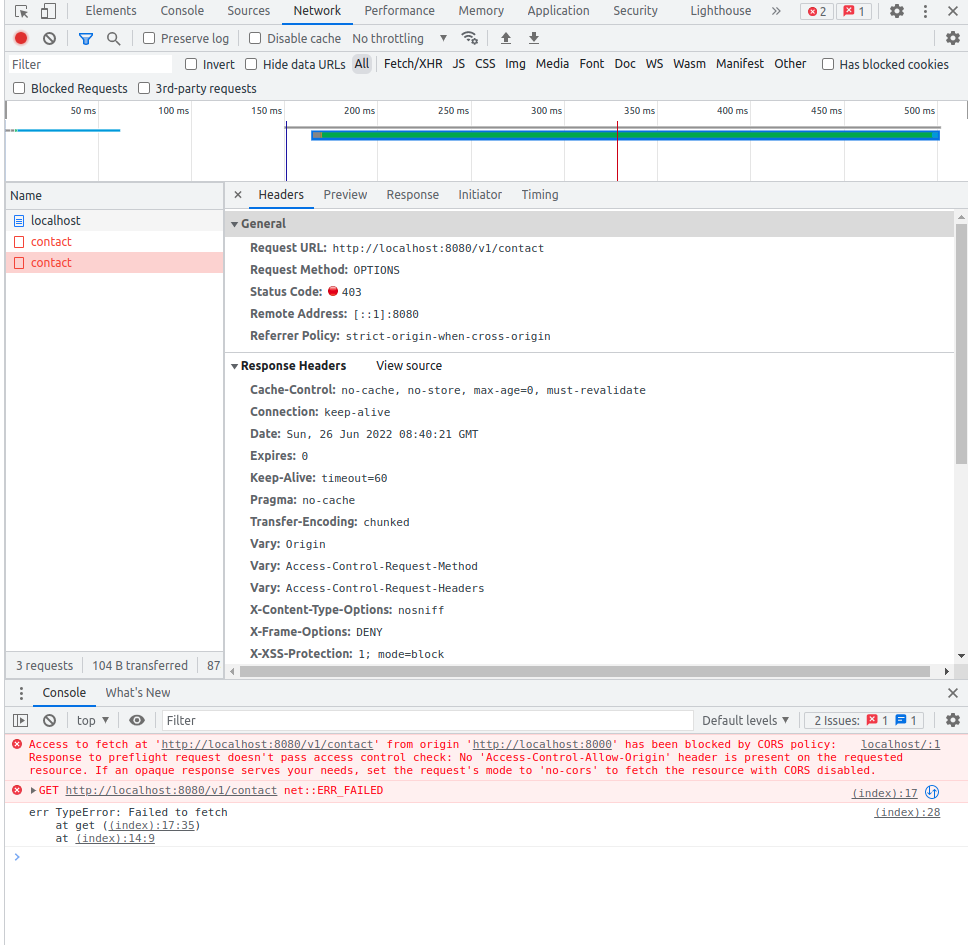 Elements Console Sources Network Performance Memory Application Security Lighthouse » 2 1
Preserve log Disable cache No throttling
Filter Invert Hide data URLs All Fetch/XHR JS CSS Img Media Font Doc WS Wasm Manifest Other Has blocked cookies
Blocked Requests 3rd-party requests
50 ms 100 ms 150 ms 200 ms 250 ms 300 ms 350 ms 400 ms 450 ms 500 ms
Name
localhost
contact
contact
3 requests 104 B transferred 87
Headers Preview Response Initiator Timing
General
Request URL: http://localhost:8080/v1/contact
Request Method: OPTIONS
Status Code: 403
Remote Address: [::1]:8080
Referrer Policy: strict-origin-when-cross-origin
Response Headers View source
Cache-Control: no-cache, no-store, max-age=0, must-revalidate
Connection: keep-alive
Date: Sun, 26 Jun 2022 08:40:21 GMT
Expires: 0
Keep-Alive: timeout=60
Pragma: no-cache
Transfer-Encoding: chunked
Vary: Origin
Vary: Access-Control-Request-Method
Vary: Access-Control-Request-Headers
X-Content-Type-Options: nosniff
X-Frame-Options: DENY
X-XSS-Protection: 1; mode=block
Console What's New
top Filter Default levels 2 Issues: 1 1
Access to fetch at 'http://localhost:8080/v1/contact' from origin 'http://localhost:8000' has been blocked by CORS policy: localhost/:1
Response to preflight request doesn't pass access control check: No 'Access-Control-Allow-Origin' header is present on the requested
resource. If an opaque response serves your needs, set the request's mode to 'no-cors' to fetch the resource with CORS disabled.
GET http://localhost:8080/v1/contact net::ERR_FAILED (index):17
err TypeError: Failed to fetch (index):28
at get ((index):17:35)
at (index):14:9